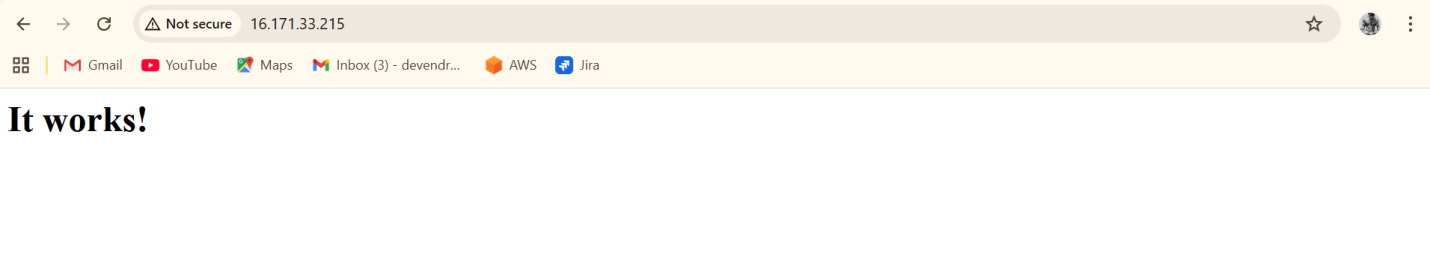 Not secure 16.171.33.215
Gmail YouTube Maps Inbox (3) - devendr... AWS Jira
It works!